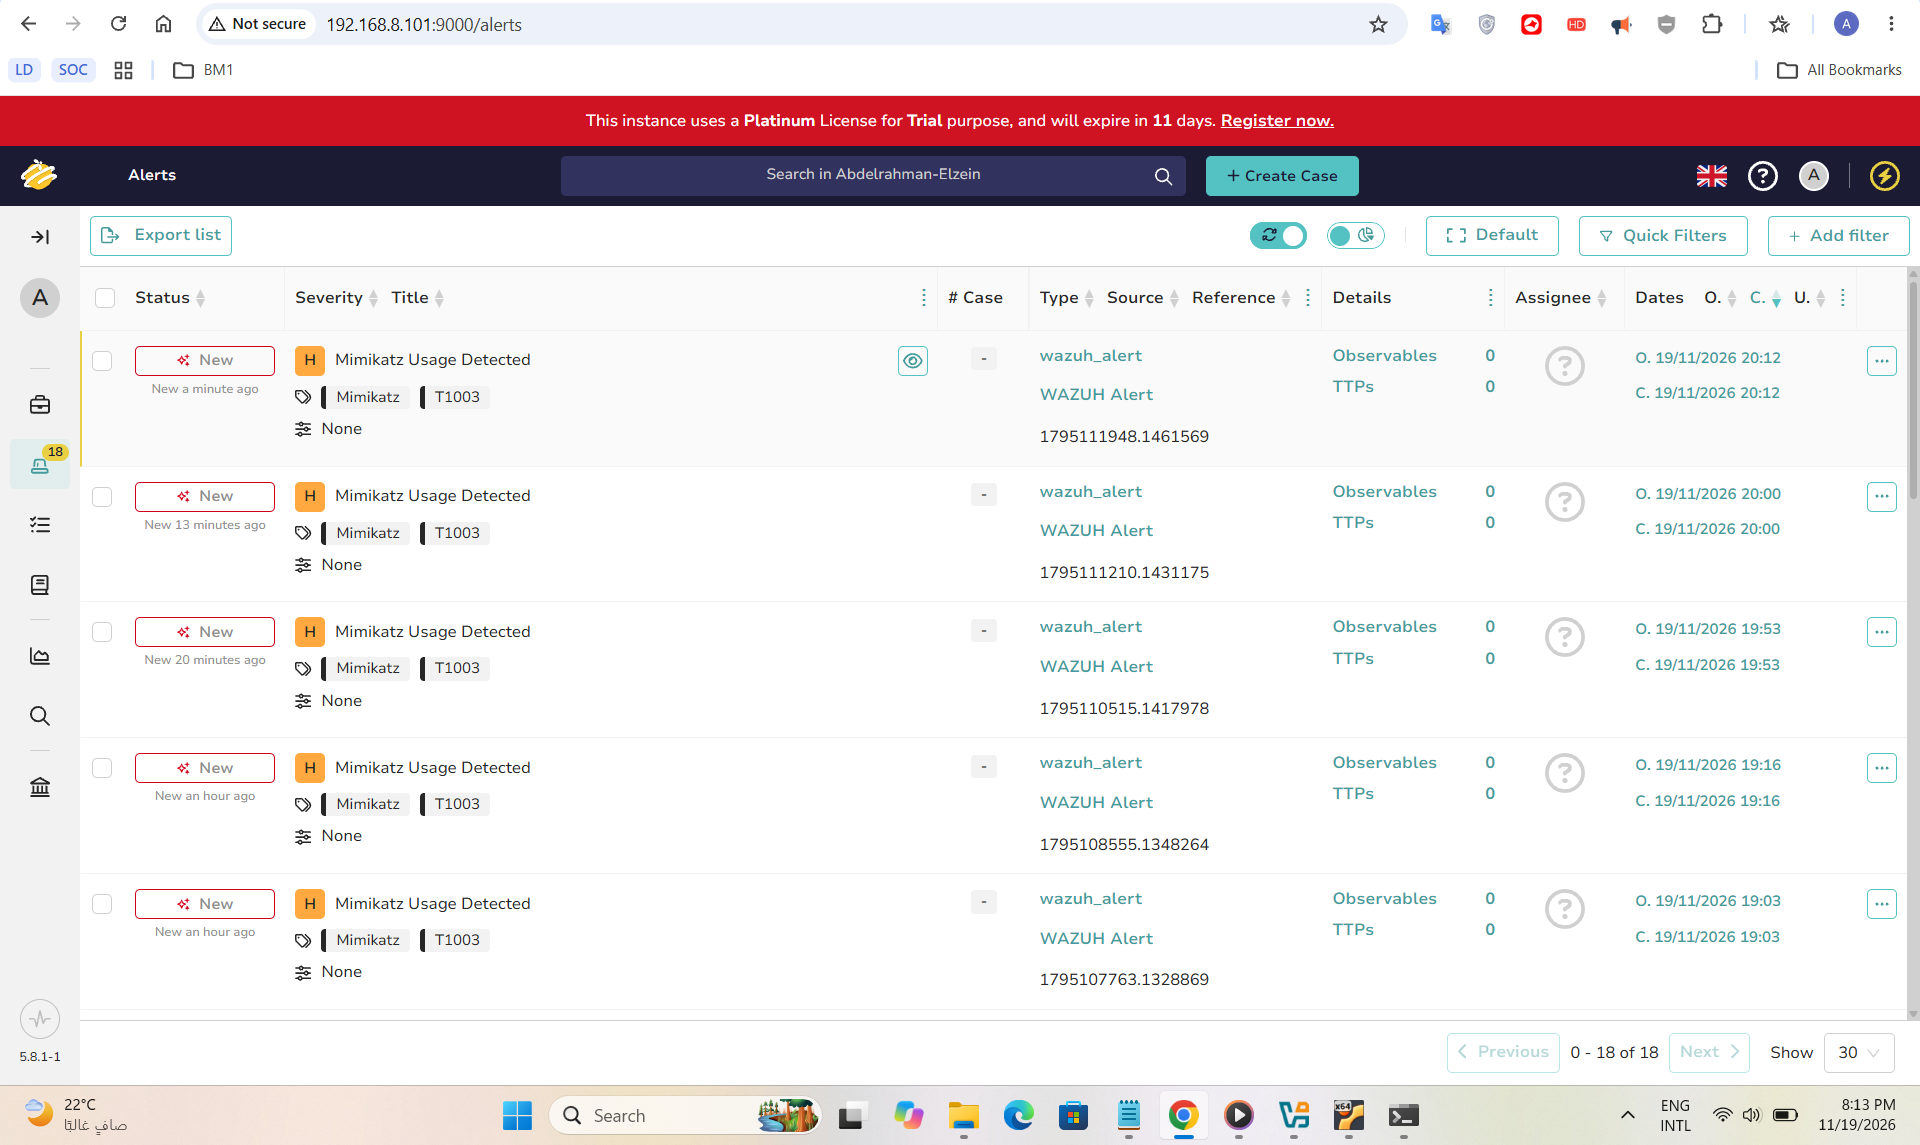 Not secure
192.168.8.101:9000/alerts
A
LD
SOC
BM1
All Bookmarks
This instance uses a Platinum License for Trial purpose, and will expire in 11 days. Register now.
Alerts
Search in Abdelrahman-Elzein
+ Create Case
A
Export list
Default
Quick Filters
+ Add filter
A
18
5.8.1-1
Status Severity Title # Case Type Source Reference Details Assignee Dates O. C. U.
New
New a minute ago
H Mimikatz Usage Detected
Mimikatz T1003
None
-
wazuh_alert
WAZUH Alert
1795111948.1461569
Observables 0
TTPs 0
?
O. 19/11/2026 20:12
C. 19/11/2026 20:12
New
New 13 minutes ago
H Mimikatz Usage Detected
Mimikatz T1003
None
-
wazuh_alert
WAZUH Alert
1795111210.1431175
Observables 0
TTPs 0
?
O. 19/11/2026 20:00
C. 19/11/2026 20:00
New
New 20 minutes ago
H Mimikatz Usage Detected
Mimikatz T1003
None
-
wazuh_alert
WAZUH Alert
1795110515.1417978
Observables 0
TTPs 0
?
O. 19/11/2026 19:53
C. 19/11/2026 19:53
New
New an hour ago
H Mimikatz Usage Detected
Mimikatz T1003
None
-
wazuh_alert
WAZUH Alert
1795108555.1348264
Observables 0
TTPs 0
?
O. 19/11/2026 19:16
C. 19/11/2026 19:16
New
New an hour ago
H Mimikatz Usage Detected
Mimikatz T1003
None
-
wazuh_alert
WAZUH Alert
1795107763.1328869
Observables 0
TTPs 0
?
O. 19/11/2026 19:03
C. 19/11/2026 19:03
Previous
0 - 18 of 18
Next
Show
30
22°C
صافٍ غالبًا
Search
ENG
INTL
8:13 PM
11/19/2026